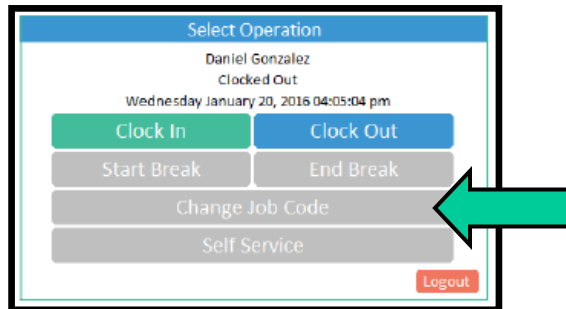 Select Operation
Daniel Gonzalez
Clocked Out
Wednesday January 20, 2016 04:05:04 pm
Clock In Clock Out
Start Break End Break
Change Job Code
Self Service
Logout